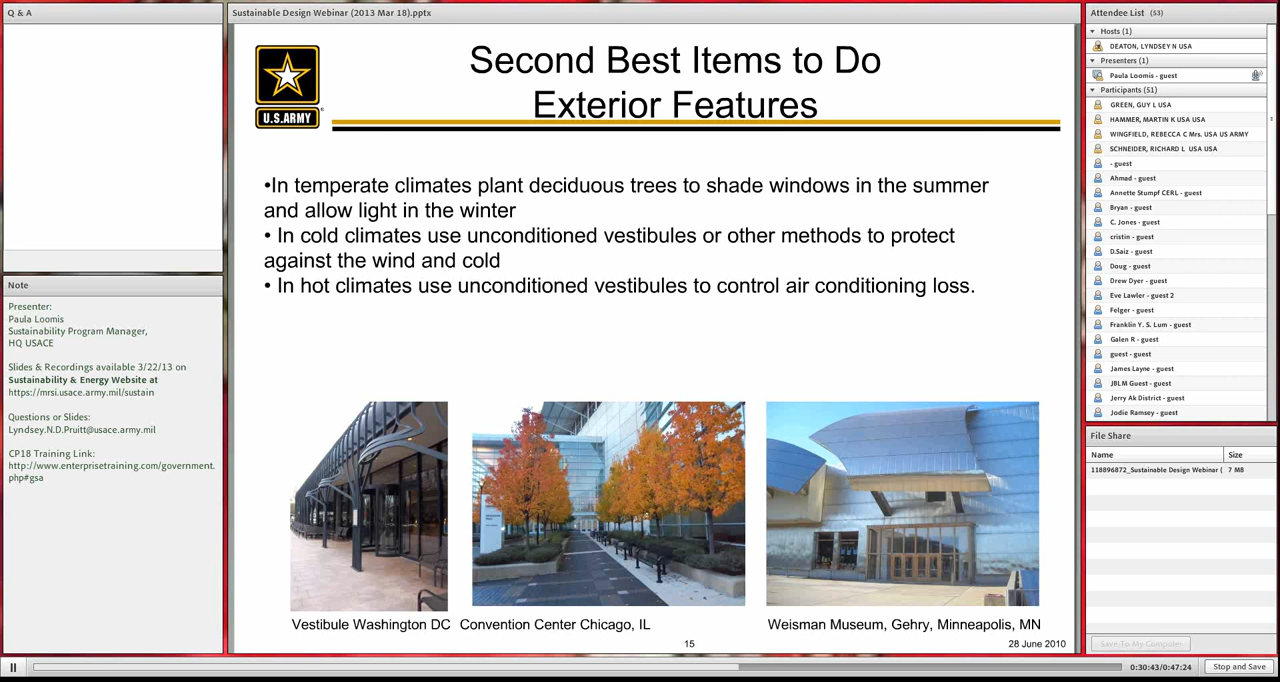 Q & A
Note
Presenter:
Paula Loomis
Sustainability Program Manager,
HQ USACE
Slides & Recordings available 3/22/13 on
Sustainability & Energy Website at
https://mrsi.usace.army.mil/sustain
Questions or Slides:
Lyndsey.N.D.Pruitt@usace.army.mil
CP18 Training Link:
http://www.enterprisetraining.com/government.
php#gsa
Sustainable Design Webinar (2013 Mar 18).pptx
U.S.ARMY
Second Best Items to Do
Exterior Features
•In temperate climates plant deciduous trees to shade windows in the summer
and allow light in the winter
• In cold climates use unconditioned vestibules or other methods to protect
against the wind and cold
• In hot climates use unconditioned vestibules to control air conditioning loss.
Vestibule Washington DC
Convention Center Chicago, IL
Weisman Museum, Gehry, Minneapolis, MN
15
28 June 2010
Attendee List (53)
Hosts (1)
DEATON, LYNDSEY N USA
Presenters (1)
Paula Loomis - guest
Participants (51)
GREEN, GUY L USA
HAMMER, MARTIN K USA USA
WINGFIELD, REBECCA C Mrs. USA US ARMY
SCHNEIDER, RICHARD L USA USA
- guest
Ahmad - guest
Annette Stumpf CERL - guest
Bryan - guest
C. Jones - guest
cristin - guest
D.Saiz - guest
Doug - guest
Drew Dyer - guest
Eve Lawler - guest 2
Felger - guest
Franklin Y. S. Lum - guest
Galen R - guest
guest - guest
James Layne - guest
JBLM Guest - guest
Jerry Ak District - guest
Jodie Ramsey - guest
File Share
Name Size
118896872_Sustainable Design Webinar ( 7 MB
Save To My Computer
0:30:43/0:47:24
Stop and Save